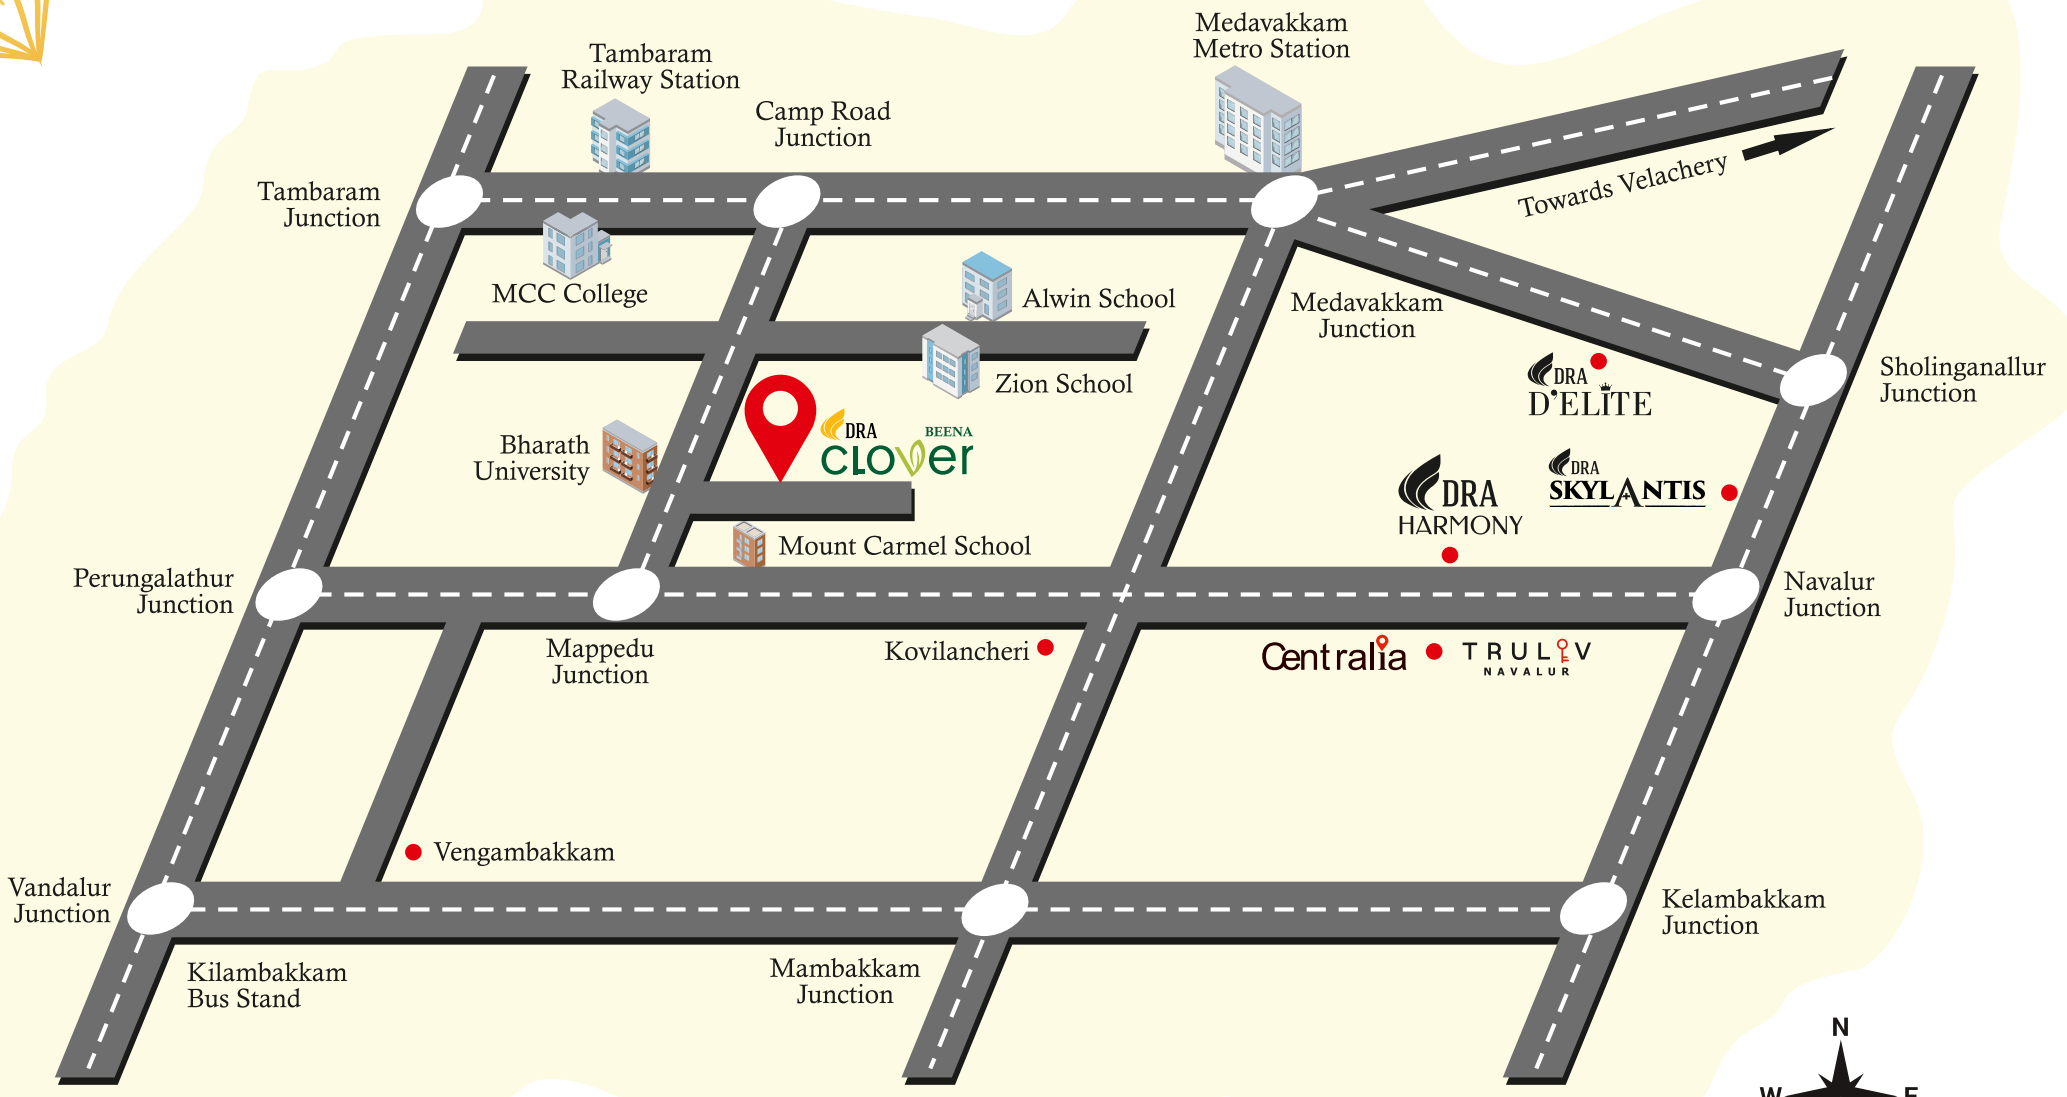 Medavakkam
Metro Station
Tambaram
Railway Station
Camp Road
Junction
Towards Velachery
Tambaram
Junction
MCC College
Alwin School
Medavakkam
Junction
Zion School
Sholinganallur
Junction
DRA
D'ELITE
DRA
BEENA
clover
Bharath
University
DRA
HARMONY
DRA
SKYLANTIS
Mount Carmel School
Perungalathur
Junction
Navalur
Junction
Mappedu
Junction
Kovilancheri
Centralia
TRULIV
NAVALUR
Vengambakkam
Vandalur
Junction
Kelambakkam
Junction
Kilambakkam
Bus Stand
Mambakkam
Junction
N
W
E